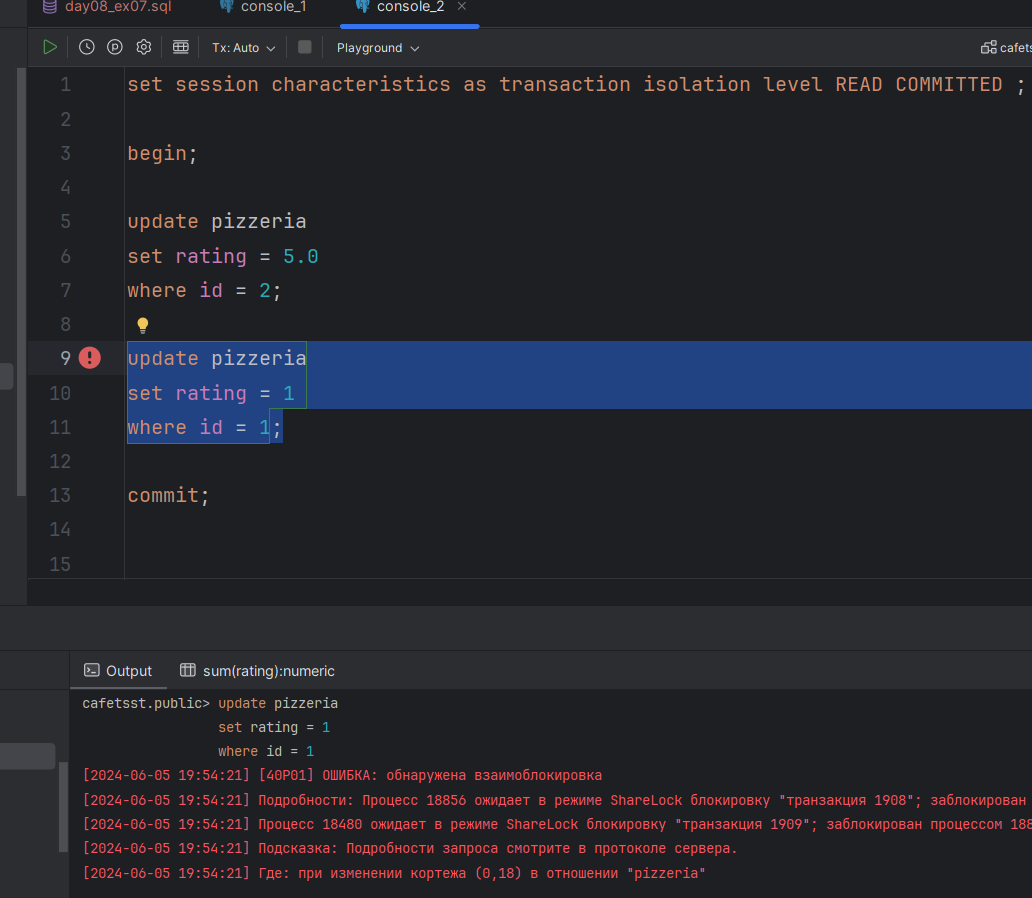 day08_ex07.sql console_1 console_2
Tx: Auto Playground
1 set session characteristics as transaction isolation level READ COMMITTED ;
2
3 begin;
4
5 update pizzeria
6 set rating = 5.0
7 where id = 2;
8
9 update pizzeria
10 set rating = 1
11 where id = 1;
12
13 commit;
14
15
Output sum(rating):numeric
cafetsst.public> update pizzeria
set rating = 1
where id = 1
[2024-06-05 19:54:21] [40P01] ОШИБКА: обнаружена взаимоблокировка
[2024-06-05 19:54:21] Подробности: Процесс 18856 ожидает в режиме ShareLock блокировку "транзакция 1908"; заблокирован
[2024-06-05 19:54:21] Процесс 18480 ожидает в режиме ShareLock блокировку "транзакция 1909"; заблокирован процессом 188
[2024-06-05 19:54:21] Подсказка: Подробности запроса смотрите в протоколе сервера.
[2024-06-05 19:54:21] Где: при изменении кортежа (0,18) в отношении "pizzeria"